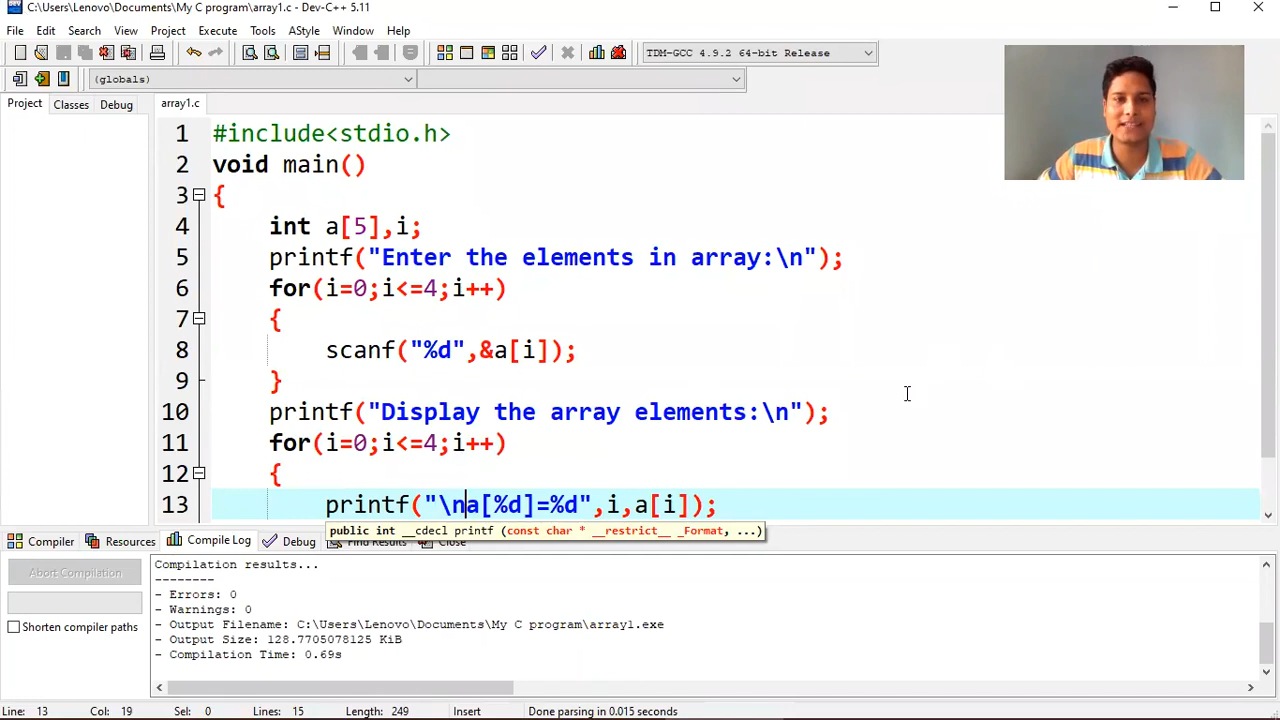 C:\Users\Lenovo\Documents\My C program\array1.c - Dev-C++ 5.11
File Edit Search View Project Execute Tools AStyle Window Help
TDM-GCC 4.9.2 64-bit Release
(globals)
Project Classes Debug array1.c
1 #include<stdio.h>
2 void main()
3 {
4 int a[5],i;
5 printf("Enter the elements in array:\n");
6 for(i=0;i<=4;i++)
7 {
8 scanf("%d",&a[i]);
9 }
10 printf("Display the array elements:\n");
11 for(i=0;i<=4;i++)
12 {
13 printf("\na[%d]=%d",i,a[i]);
public int __cdecl printf (const char * __restrict__ _Format, ...)
Compiler Resources Compile Log Debug Find Results Close
Abort Compilation
Shorten compiler paths
Compilation results...
--------
- Errors: 0
- Warnings: 0
- Output Filename: C:\Users\Lenovo\Documents\My C program\array1.exe
- Output Size: 128.7705078125 KiB
- Compilation Time: 0.69s
Line: 13 Col: 19 Sel: 0 Lines: 15 Length: 249 Insert Done parsing in 0.015 seconds